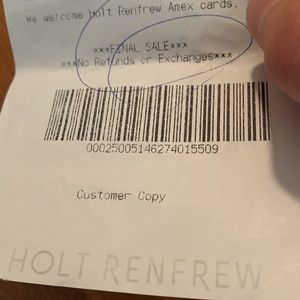 We welcome Holt Renfrew Amex cards.
***FINAL SALE***
***No Refunds or Exchanges***
00025005146274015509
Customer Copy
HOLT RENFREW